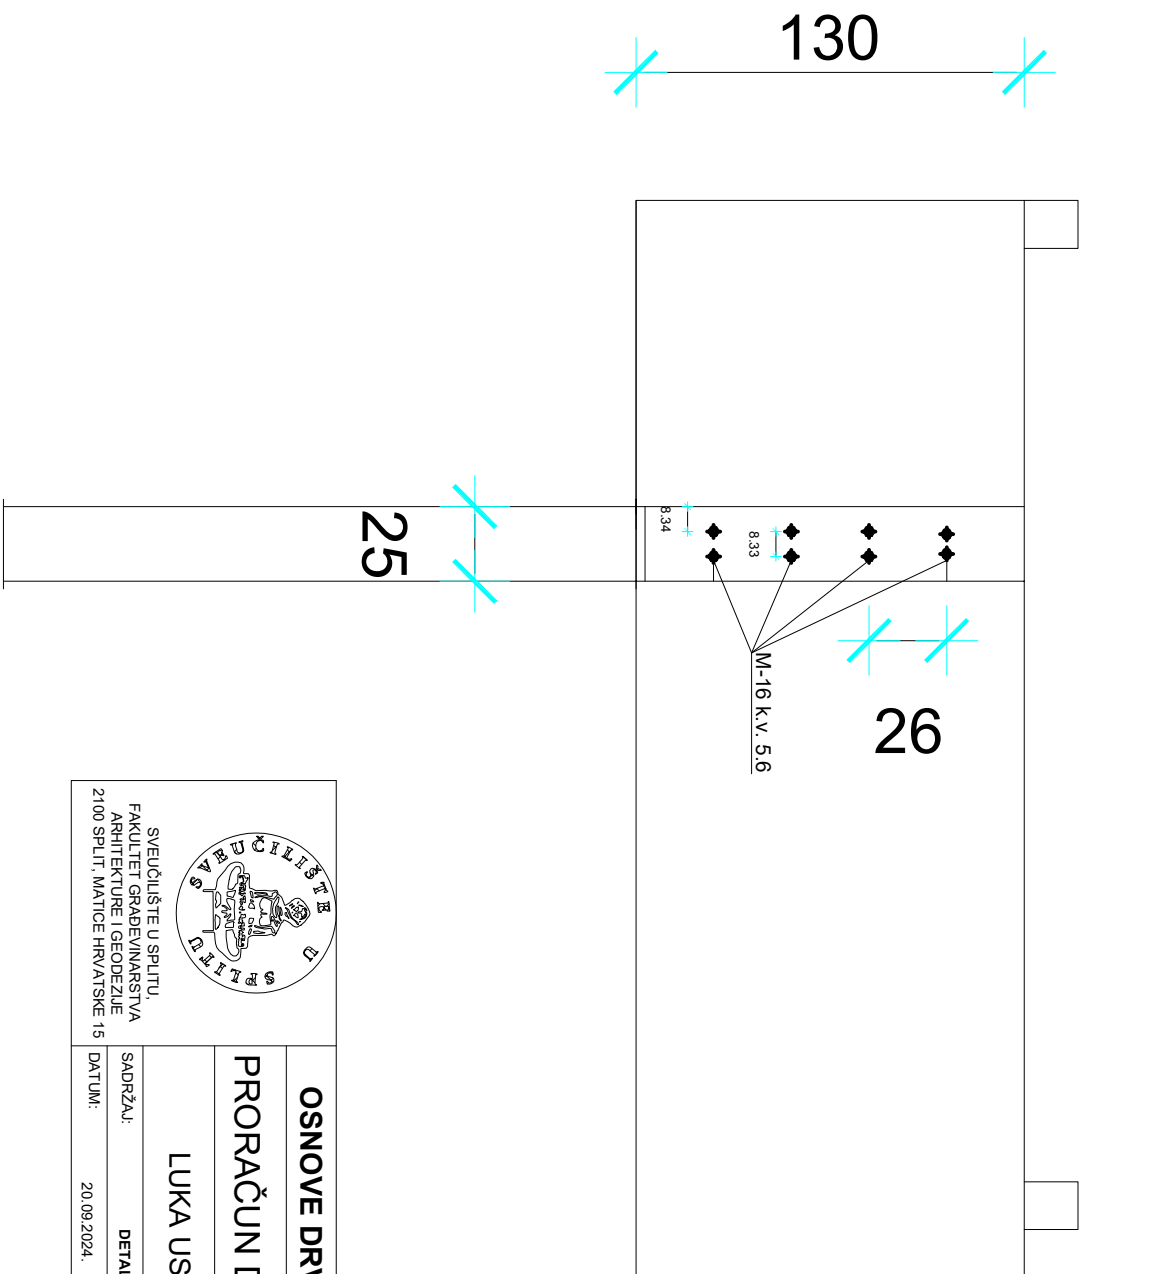 130
25
8.34
8.33
M-16 k.v. 5.6
26
SVEUČILIŠTE U SPLITU
SVEUČILIŠTE U SPLITU,
FAKULTET GRAĐEVINARSTVA
ARHITEKTURE I GEODEZIJE
2100 SPLIT, MATICE HRVATSKE 15
OSNOVE DRV
PRORAČUN D
LUKA US
SADRŽAJ:
DETAL
DATUM: 20.09.2024.